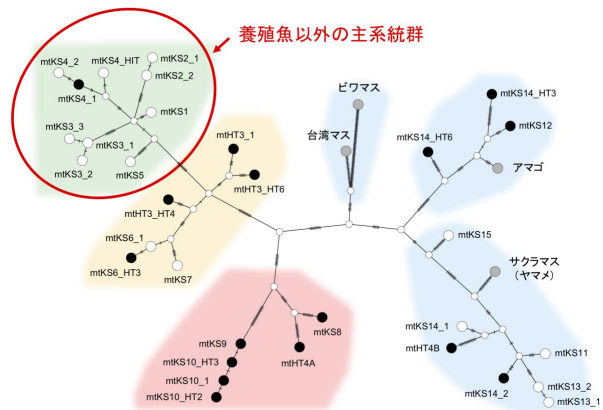 養殖魚以外の主系統群
mtKS4_2
mtKS4_HIT
mtKS2_1
mtKS2_2
mtKS4_1
mtKS1
mtKS3_3
mtKS3_1
mtKS3_2
mtKS5
mtHT3_1
mtHT3_HT6
mtHT3_HT4
mtKS6_1
mtKS6_HT3
mtKS7
ビワマス
台湾マス
mtKS14_HT3
mtKS12
mtKS14_HT6
アマゴ
mtKS15
サクラマス
(ヤマメ)
mtKS14_1
mtHT4B
mtKS11
mtKS14_2
mtKS13_2
mtKS13_1
mtKS9
mtKS8
mtKS10_HT3
mtHT4A
mtKS10_1
mtKS10_HT2